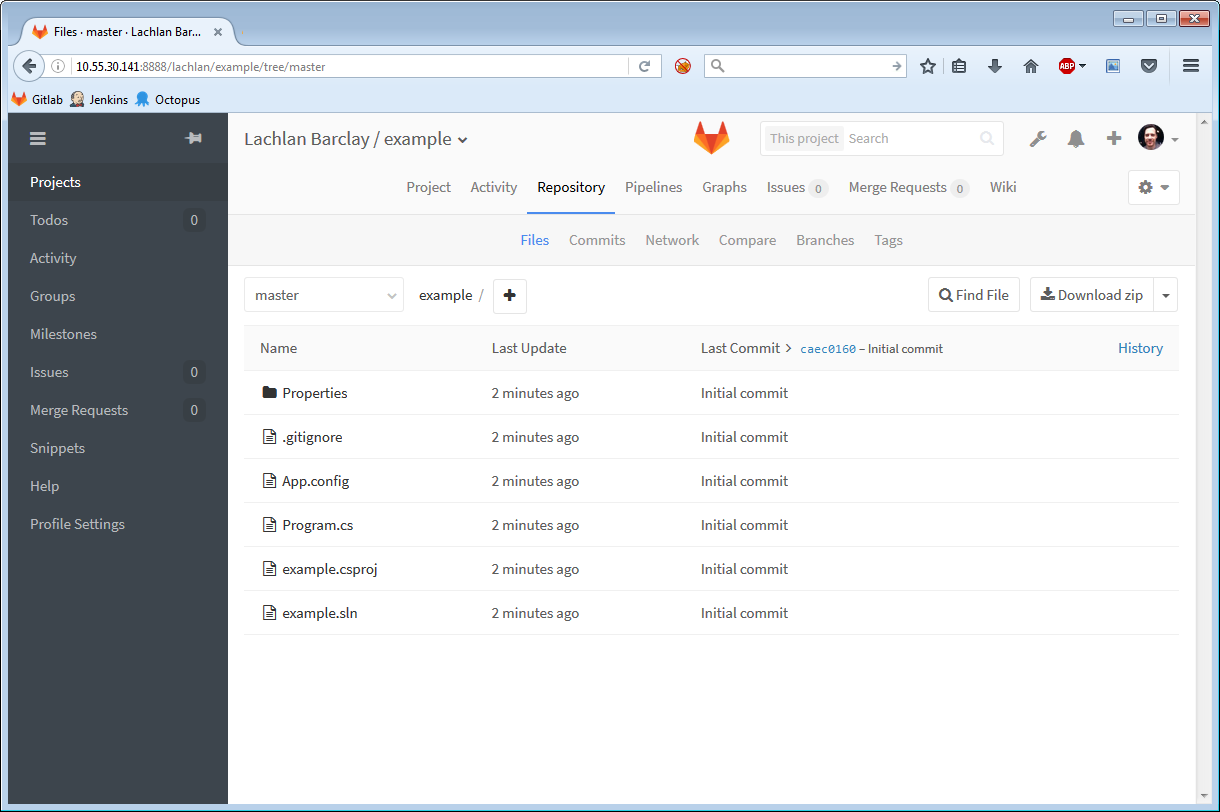 Files · master · Lachlan Bar...
10.55.30.141:8888/lachlan/example/tree/master
ABP
Gitlab Jenkins Octopus
Lachlan Barclay / example
This project Search
Project Activity Repository Pipelines Graphs Issues 0 Merge Requests 0 Wiki
Files Commits Network Compare Branches Tags
Projects
Todos 0
Activity
Groups
Milestones
Issues 0
Merge Requests 0
Snippets
Help
Profile Settings
master example / + Find File Download zip
Name Last Update Last Commit > caec0160 – Initial commit History
Properties 2 minutes ago Initial commit
.gitignore 2 minutes ago Initial commit
App.config 2 minutes ago Initial commit
Program.cs 2 minutes ago Initial commit
example.csproj 2 minutes ago Initial commit
example.sln 2 minutes ago Initial commit